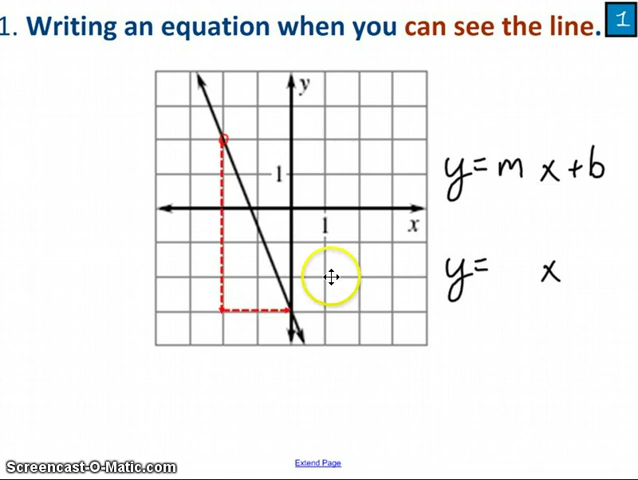 1. Writing an equation when you can see the line.
1
y
1
1
x
y = m x + b
y = x
Extend Page
Screencast-O-Matic.com